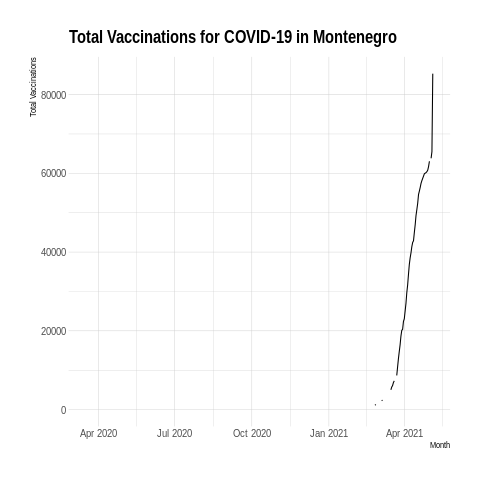 Total Vaccinations for COVID-19 in Montenegro
Total Vaccinations
80000
60000
40000
20000
0
Apr 2020 Jul 2020 Oct 2020 Jan 2021 Apr 2021
Month